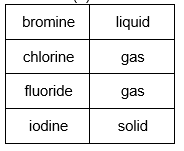 bromine liquid
chlorine gas
fluoride gas
iodine solid